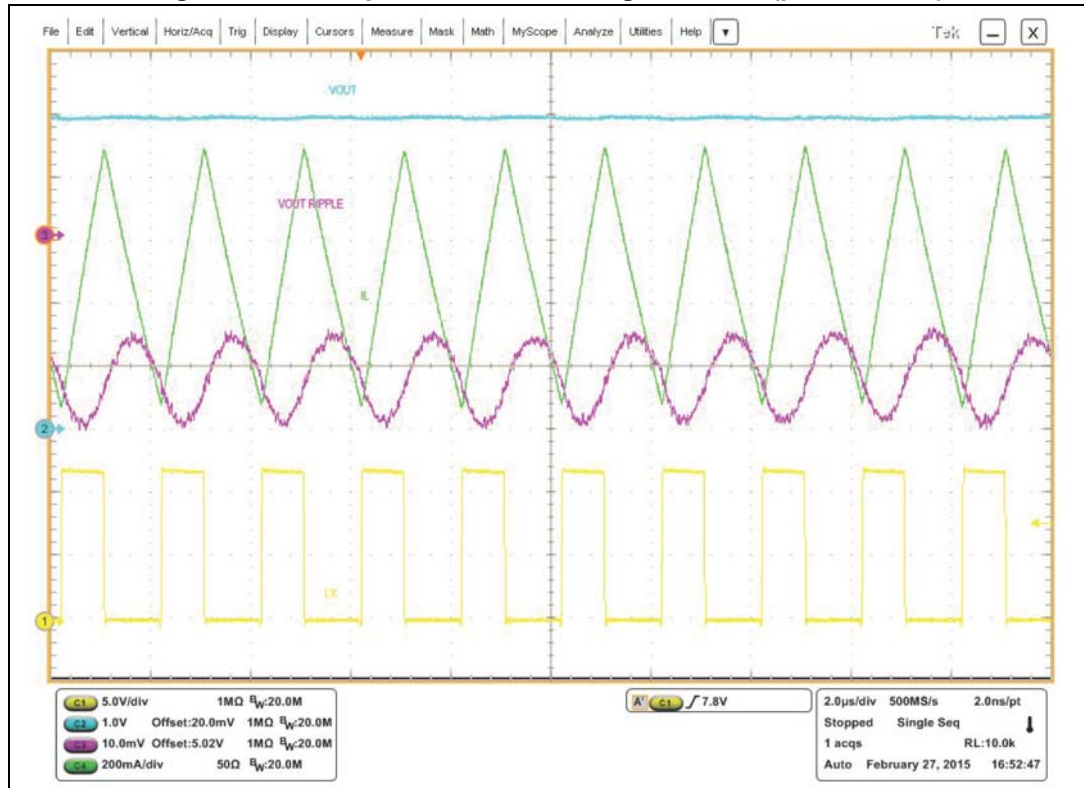 File Edit Vertical Horiz/Acq Trig Display Cursors Measure Mask Math MyScope Analyze Utilities Help Tek X
VOUT
VOUT RIPPLE
3
IL
2
LX
1
C1 5.0V/div 1MΩ BW:20.0M
C2 1.0V Offset:20.0mV 1MΩ BW:20.0M
C3 10.0mV Offset:5.02V 1MΩ BW:20.0M
C4 200mA/div 50Ω BW:20.0M
A' C1 7.8V
2.0µs/div 500MS/s 2.0ns/pt
Stopped Single Seq
1 acqs RL:10.0k
Auto February 27, 2015 16:52:47